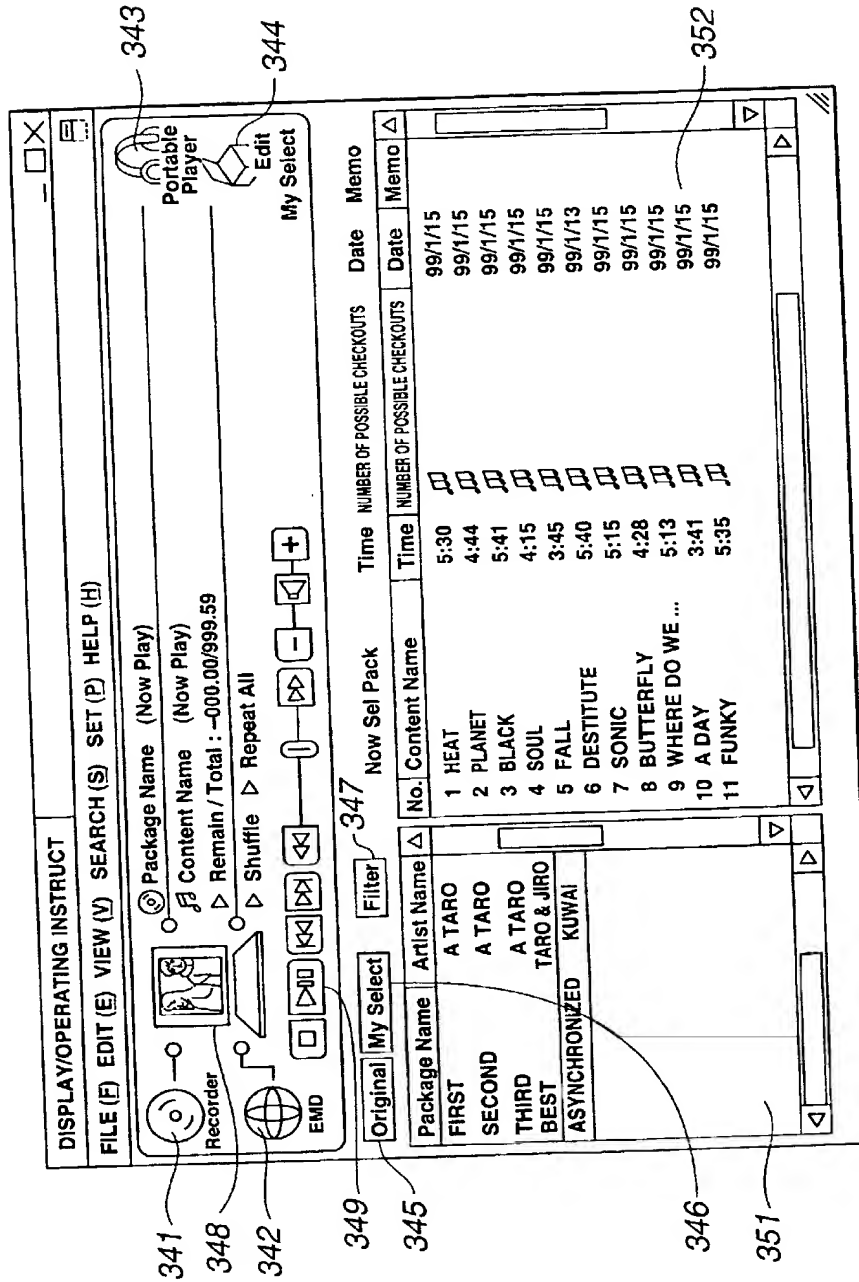 DISPLAY/OPERATING INSTRUCT
FILE (F) EDIT (E) VIEW (V) SEARCH (S) SET (P) HELP (H)
341
Recorder
348
342
EMD
349
Package Name (Now Play)
Content Name (Now Play)
Remain / Total : –000.00/999.59
Shuffle Repeat All
343
Portable
Player
344
Edit
My Select
345
Original
My Select
346
Filter
347
Now Sel Pack Time NUMBER OF POSSIBLE CHECKOUTS Date Memo
Package Name Artist Name
FIRST A TARO
SECOND A TARO
THIRD A TARO
BEST TARO & JIRO
ASYNCHRONIZED KUWAI
351
No. Content Name Time NUMBER OF POSSIBLE CHECKOUTS Date Memo
1 HEAT 5:30 99/1/15
2 PLANET 4:44 99/1/15
3 BLACK 5:41 99/1/15
4 SOUL 4:15 99/1/15
5 FALL 3:45 99/1/15
6 DESTITUTE 5:40 99/1/13
7 SONIC 5:15 99/1/15
8 BUTTERFLY 4:28 99/1/15
9 WHERE DO WE ... 5:13 99/1/15
10 A DAY 3:41 99/1/15
11 FUNKY 5:35 99/1/15
352